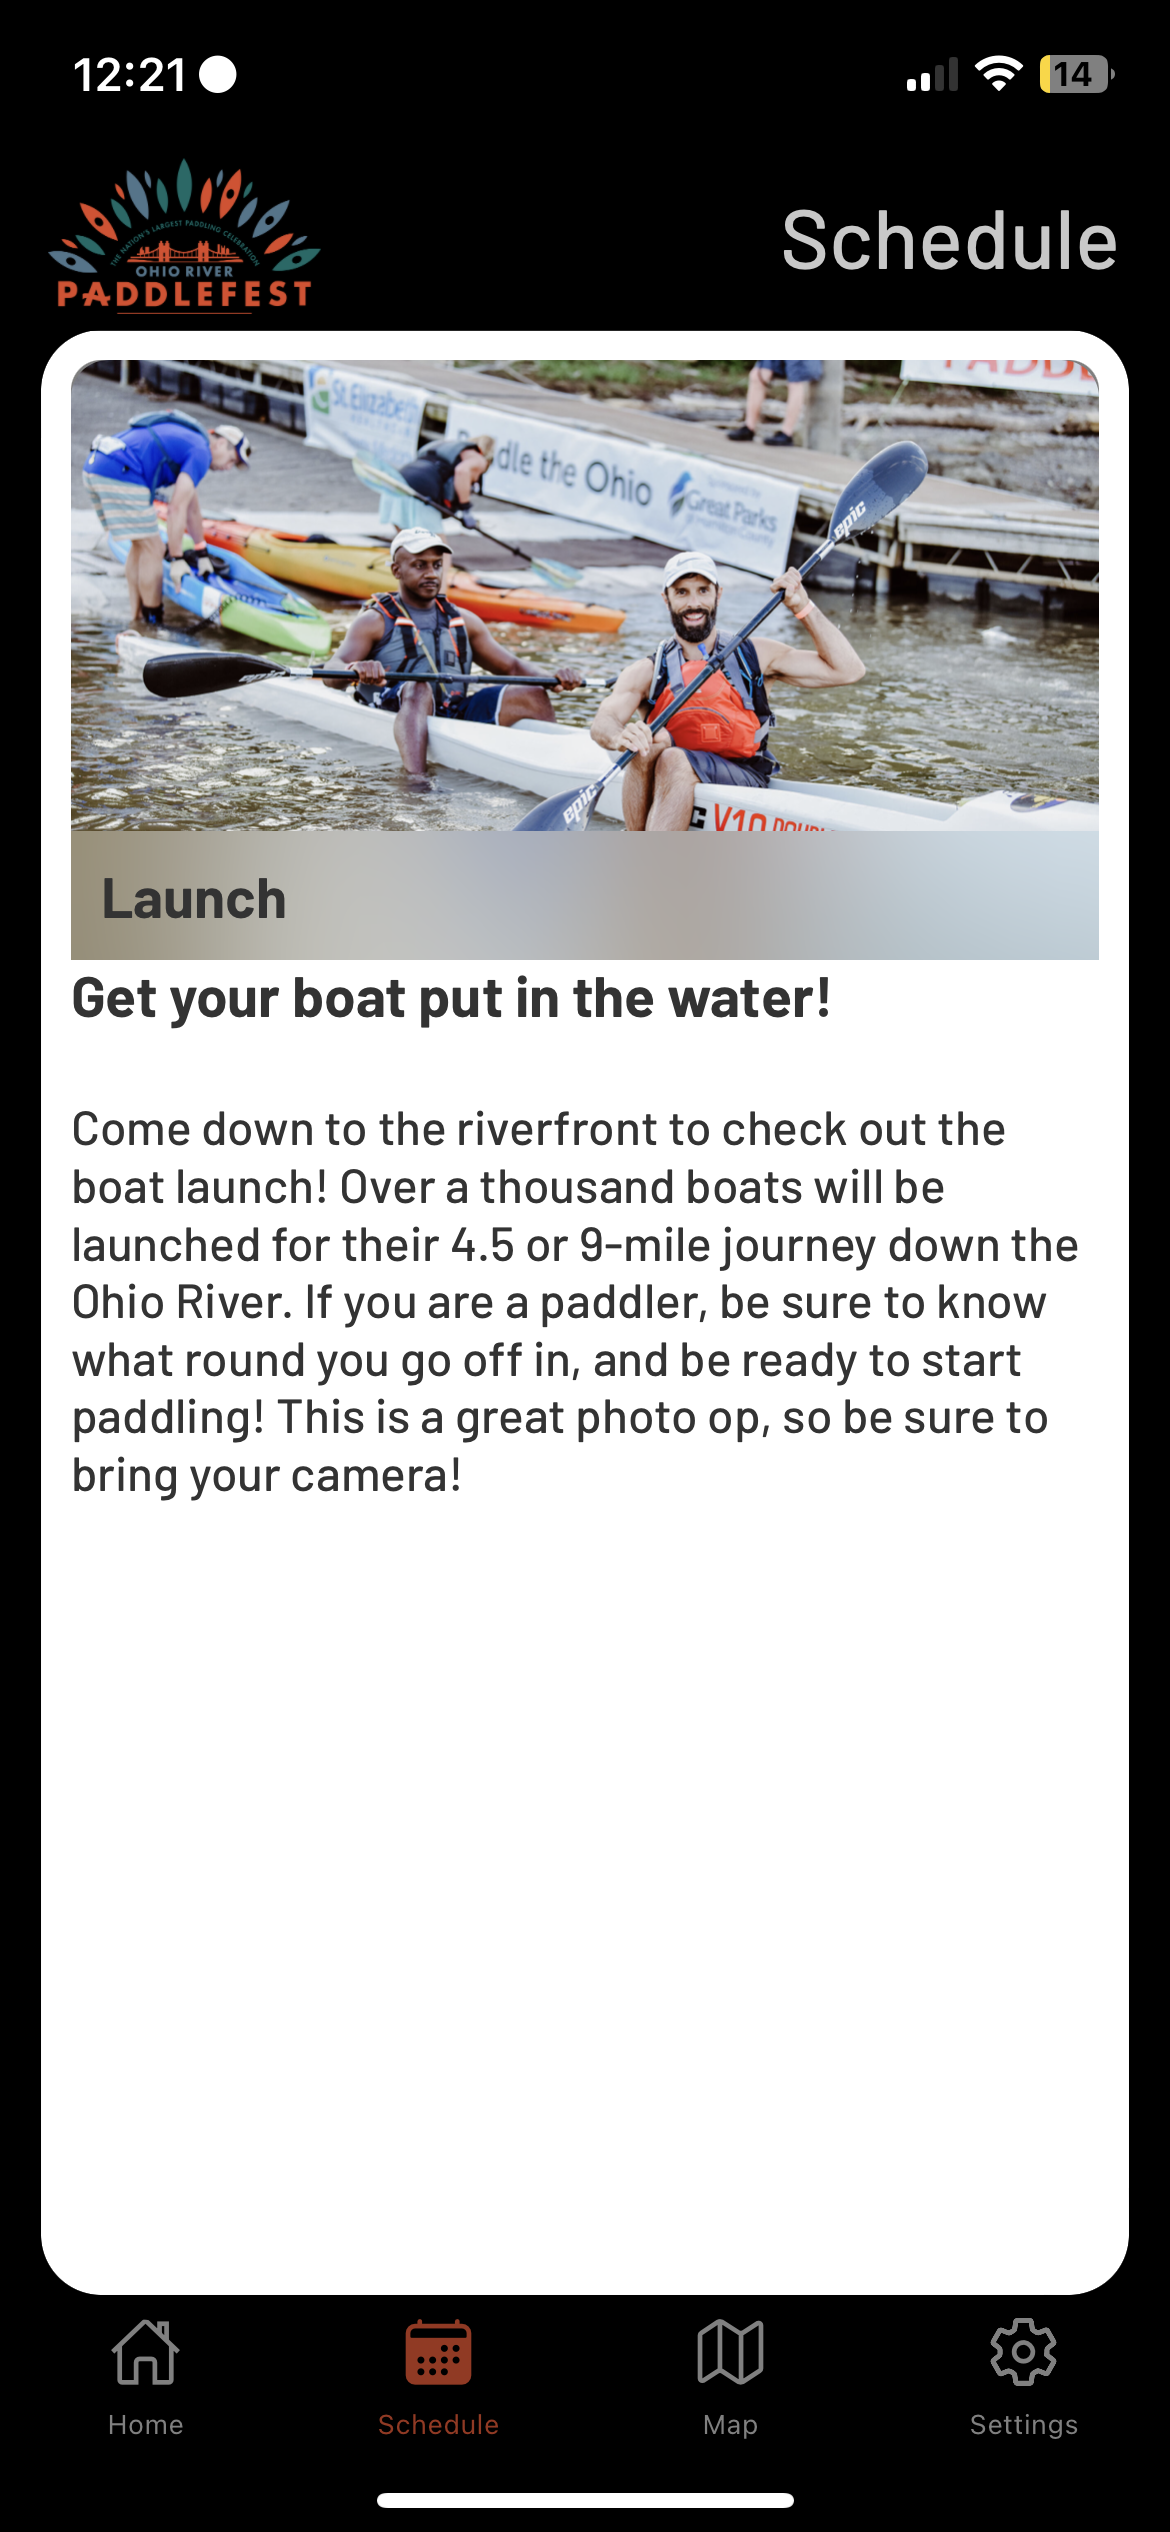 12:21
14
THE NATION'S LARGEST PADDLING CELEBRATION
OHIO RIVER
PADDLEFEST
Schedule
St. Elizabeth
Paddle the Ohio
Great Parks
epic
epic
V10 DOUBL
Launch
Get your boat put in the water!
Come down to the riverfront to check out the
boat launch! Over a thousand boats will be
launched for their 4.5 or 9-mile journey down the
Ohio River. If you are a paddler, be sure to know
what round you go off in, and be ready to start
paddling! This is a great photo op, so be sure to
bring your camera!
Home
Schedule
Map
Settings